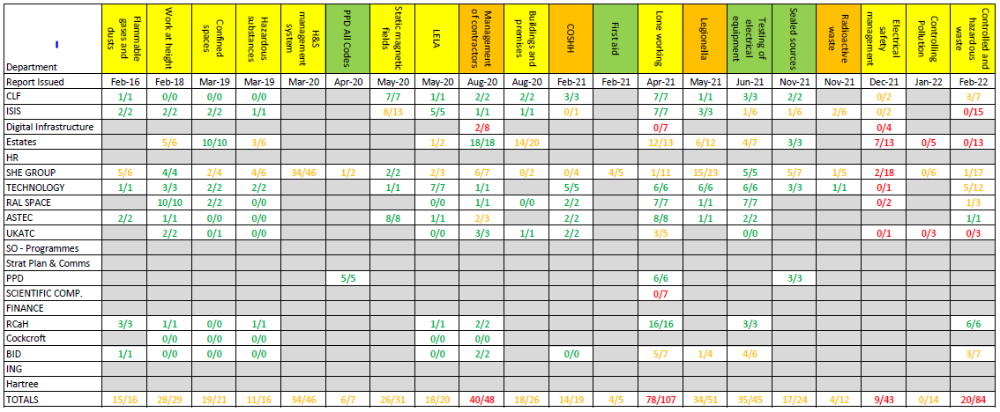 Department Flammable gases and dusts Work at height Confined spaces Hazardous substances H&S management system PPD All Codes Static magnetic fields LEIA Management of contractors Buildings and premises COSHH First aid Lone working Legionella Testing of electrical equipment Sealed sources Radioactive waste Electrical safety management Controlling Pollution Controlled and hazardous waste
Report Issued Feb-16 Feb-18 Mar-19 Mar-19 Mar-20 Apr-20 May-20 May-20 Aug-20 Aug-20 Feb-21 Feb-21 Apr-21 May-21 Jun-21 Nov-21 Nov-21 Dec-21 Jan-22 Feb-22
CLF 1/1 0/0 0/0 0/0 7/7 1/1 2/2 2/2 3/3 7/7 1/1 3/3 2/2 0/2 3/7
ISIS 2/2 2/2 2/2 1/1 8/13 5/5 1/1 1/1 0/1 7/7 3/3 1/6 1/6 2/6 0/2 0/15
Digital Infrastructure 2/8 0/7 0/4
Estates 5/6 10/10 3/6 1/2 18/18 14/20 12/13 6/12 4/7 3/3 7/13 0/5 0/13
HR
SHE GROUP 5/6 4/4 2/4 4/6 34/46 1/2 2/2 2/3 6/7 0/2 0/4 4/5 1/11 15/23 5/5 5/7 1/5 2/18 0/6 1/17
TECHNOLOGY 1/1 3/3 2/2 2/2 1/1 7/7 1/1 5/5 6/6 6/6 6/6 3/3 1/1 0/1 5/12
RAL SPACE 10/10 2/2 0/0 0/0 1/1 0/0 2/2 7/7 1/1 7/7 0/2 1/3
ASTEC 2/2 1/1 0/0 0/0 8/8 1/1 2/3 2/2 8/8 1/1 2/2 1/1
UKATC 2/2 0/1 0/0 0/0 3/3 1/1 2/2 3/5 0/0 0/1 0/3 0/3
SO - Programmes
Strat Plan & Comms
PPD 5/5 6/6 3/3
SCIENTIFIC COMP. 0/7
FINANCE
RCaH 3/3 1/1 0/0 1/1 1/1 2/2 16/16 3/3 6/6
Cockcroft 0/0 0/0 0/0 0/0 0/0
BID 1/1 0/0 0/0 0/0 0/0 2/2 0/0 5/7 1/4 4/6 3/7
ING
Hartree
TOTALS 15/16 28/29 19/21 11/16 34/46 6/7 26/31 18/20 40/48 18/26 14/19 4/5 78/107 34/51 35/45 17/24 4/12 9/43 0/14 20/84